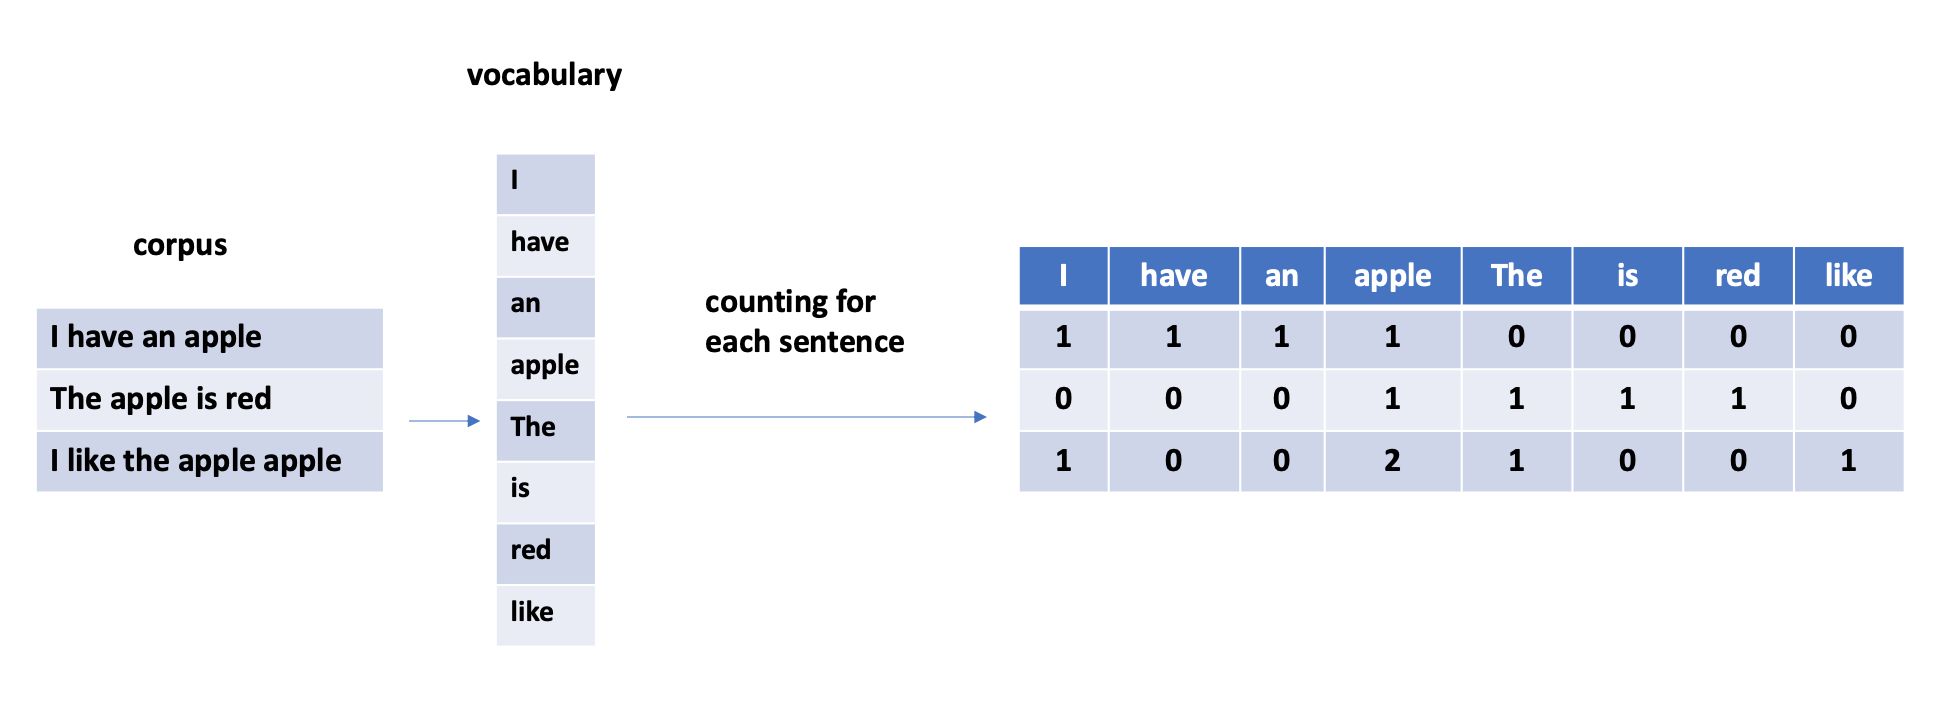 vocabulary
corpus
I have an apple
The apple is red
I like the apple apple
I
have
an
apple
The
is
red
like
counting for
each sentence
I have an apple The is red like
1 1 1 1 0 0 0 0
0 0 0 1 1 1 1 0
1 0 0 2 1 0 0 1